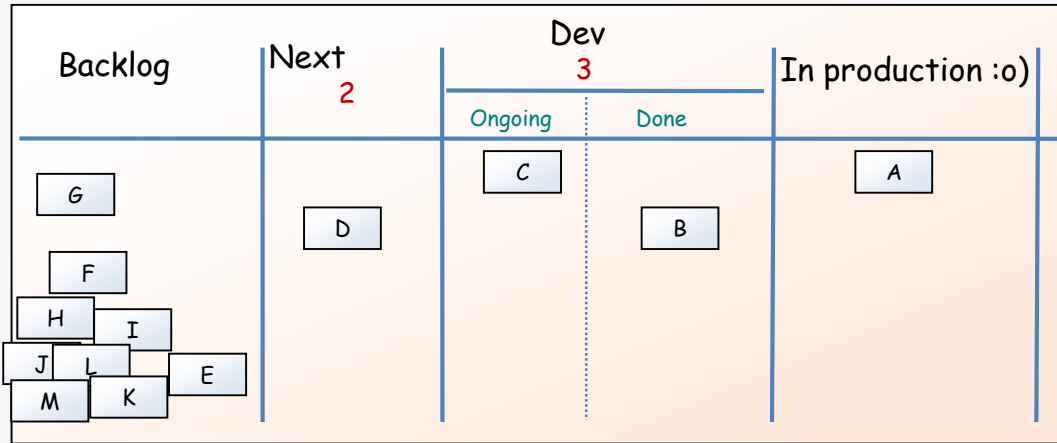 Backlog
Next
2
Dev
3
Ongoing
Done
In production :o)
G
F
H
I
J
L
E
M
K
D
C
B
A